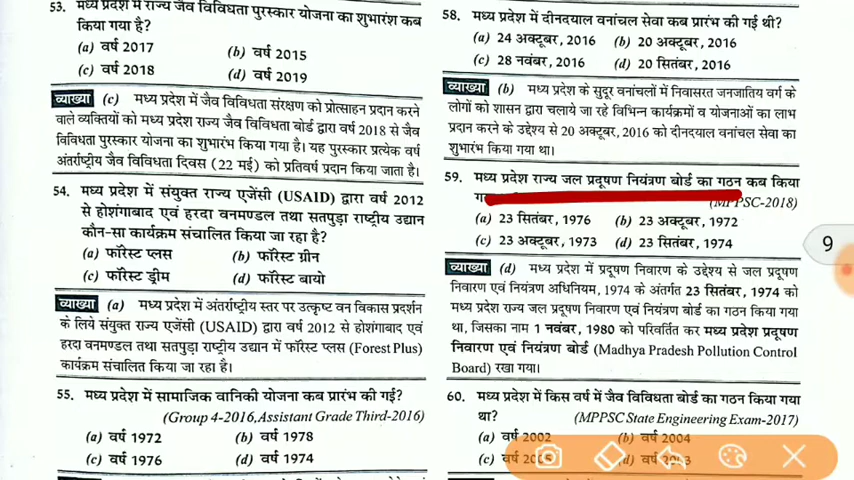 53. मध्य प्रदेश में राज्य जैव विविधता पुरस्कार योजना का शुभारंभ कब
किया गया है?
(a) वर्ष 2017 (b) वर्ष 2015
(c) वर्ष 2018 (d) वर्ष 2019
व्याख्या (c) मध्य प्रदेश में जैव विविधता संरक्षण को प्रोत्साहन प्रदान करने
वाले व्यक्तियों को मध्य प्रदेश राज्य जैव विविधता बोर्ड द्वारा वर्ष 2018 से जैव
विविधता पुरस्कार योजना का शुभारंभ किया गया है। यह पुरस्कार प्रत्येक वर्ष
अंतर्राष्ट्रीय जैव विविधता दिवस (22 मई) को प्रतिवर्ष प्रदान किया जाता है।
54. मध्य प्रदेश में संयुक्त राज्य एजेंसी (USAID) द्वारा वर्ष 2012
से होशंगाबाद एवं हरदा वनमण्डल तथा सतपुड़ा राष्ट्रीय उद्यान
कौन-सा कार्यक्रम संचालित किया जा रहा है?
(a) फॉरेस्ट प्लस (b) फॉरेस्ट ग्रीन
(c) फॉरेस्ट ड्रीम (d) फॉरेस्ट बायो
व्याख्या (a) मध्य प्रदेश में अंतर्राष्ट्रीय स्तर पर उत्कृष्ट वन विकास प्रदर्शन
के लिये संयुक्त राज्य एजेंसी (USAID) द्वारा वर्ष 2012 से होशंगाबाद एवं
हरदा वनमण्डल तथा सतपुड़ा राष्ट्रीय उद्यान में फॉरेस्ट प्लस (Forest Plus)
कार्यक्रम संचालित किया जा रहा है।
55. मध्य प्रदेश में सामाजिक वानिकी योजना कब प्रारंभ की गई?
(Group 4-2016,Assistant Grade Third-2016)
(a) वर्ष 1972 (b) वर्ष 1978
(c) वर्ष 1976 (d) वर्ष 1974
58. मध्य प्रदेश में दीनदयाल वनांचल सेवा कब प्रारंभ की गई थी?
(a) 24 अक्टूबर, 2016 (b) 20 अक्टूबर, 2016
(c) 28 नवंबर, 2016 (d) 20 सितंबर, 2016
व्याख्या (b) मध्य प्रदेश के सुदूर वनांचलों में निवासरत जनजातिय वर्ग के
लोगों को शासन द्वारा चलाये जा रहे विभिन्न कार्यक्रमों व योजनाओं का लाभ
प्रदान करने के उद्देश्य से 20 अक्टूबर, 2016 को दीनदयाल वनांचल सेवा का
शुभारंभ किया गया था।
59. मध्य प्रदेश राज्य जल प्रदूषण नियंत्रण बोर्ड का गठन कब किया
(MPPSC-2018)
(a) 23 सितंबर, 1976 (b) 23 अक्टूबर, 1972
(c) 23 अक्टूबर, 1973 (d) 23 सितंबर, 1974
व्याख्या (d) मध्य प्रदेश में प्रदूषण निवारण के उद्देश्य से जल प्रदूषण
निवारण एवं नियंत्रण अधिनियम, 1974 के अंतर्गत 23 सितंबर, 1974 को
मध्य प्रदेश राज्य जल प्रदूषण निवारण एवं नियंत्रण बोर्ड का गठन किया गया
था, जिसका नाम 1 नवंबर, 1980 को परिवर्तित कर मध्य प्रदेश प्रदूषण
निवारण एवं नियंत्रण बोर्ड (Madhya Pradesh Pollution Control
Board) रखा गया।
60. मध्य प्रदेश में किस वर्ष में जैव विविधता बोर्ड का गठन किया गया
था? (MPPSC State Engineering Exam-2017)
(a) वर्ष 2002 (b) वर्ष 2004
(c) वर्ष (d) वर्ष
9